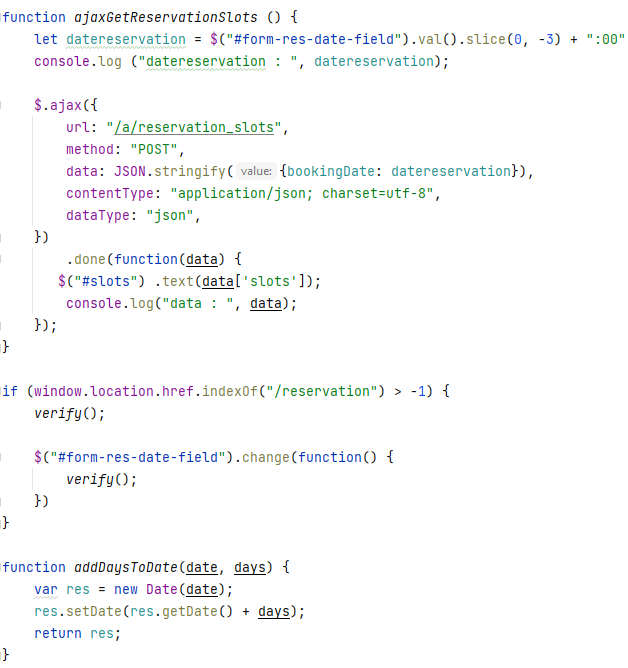 function ajaxGetReservationSlots () {
    let datereservation = $("#form-res-date-field").val().slice(0, -3) + ":00"
    console.log ("datereservation : ", datereservation);

    $.ajax({
        url: "/a/reservation_slots",
        method: "POST",
        data: JSON.stringify( value: {bookingDate: datereservation}),
        contentType: "application/json; charset=utf-8",
        dataType: "json",
    })
        .done(function(data) {
       $("#slots") .text(data['slots']);
        console.log("data : ", data);
    });
}

if (window.location.href.indexOf("/reservation") > -1) {
    verify();

    $("#form-res-date-field").change(function() {
        verify();
    })
}

function addDaysToDate(date, days) {
    var res = new Date(date);
    res.setDate(res.getDate() + days);
    return res;
}